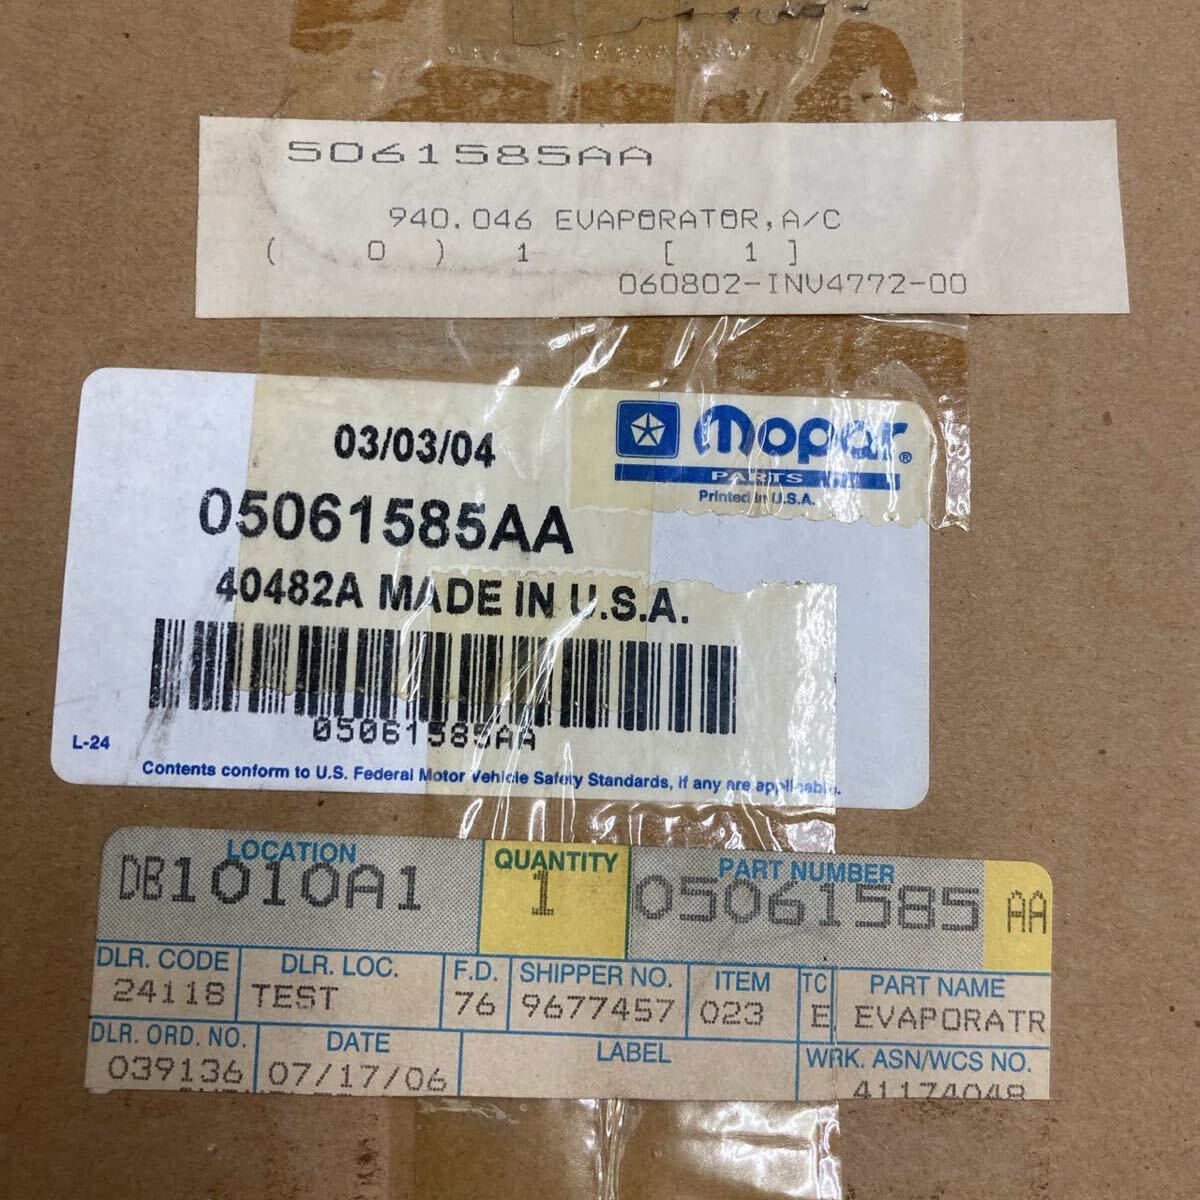 5061585AA
940.046 EVAPORATOR,A/C
( 0 ) 1 [ 1 ]
060802-INV4772-00
03/03/04
Mopar®
PARTS
Printed in U.S.A.
05061585AA
40482A MADE IN U.S.A.
05061585AA
L-24
Contents conform to U.S. Federal Motor Vehicle Safety Standards, if any are applicable.
LOCATION QUANTITY PART NUMBER
DB1010A1 1 05061585 AA
DLR. CODE DLR. LOC. F.D. SHIPPER NO. ITEM TC PART NAME
24118 TEST 76 9677457 023 E EVAPORATR
DLR. ORD. NO. DATE LABEL WRK. ASN/WCS NO.
039136 07/17/06 41174048